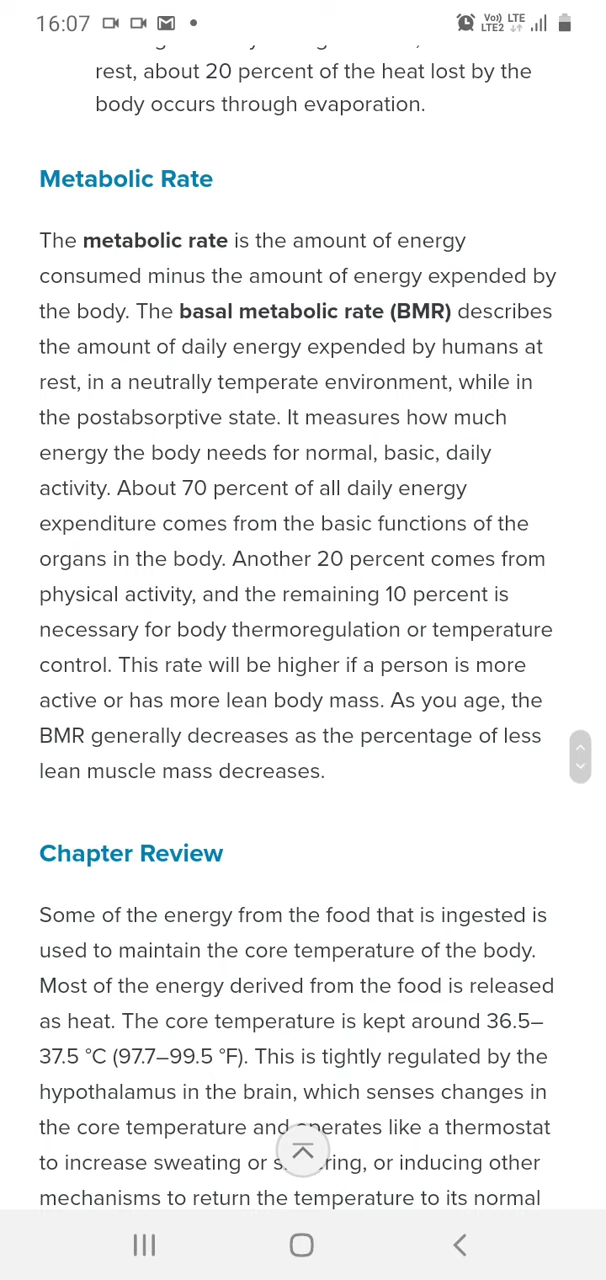 16:07
Vo)) LTE
LTE2
rest, about 20 percent of the heat lost by the
body occurs through evaporation.
Metabolic Rate
The metabolic rate is the amount of energy
consumed minus the amount of energy expended by
the body. The basal metabolic rate (BMR) describes
the amount of daily energy expended by humans at
rest, in a neutrally temperate environment, while in
the postabsorptive state. It measures how much
energy the body needs for normal, basic, daily
activity. About 70 percent of all daily energy
expenditure comes from the basic functions of the
organs in the body. Another 20 percent comes from
physical activity, and the remaining 10 percent is
necessary for body thermoregulation or temperature
control. This rate will be higher if a person is more
active or has more lean body mass. As you age, the
BMR generally decreases as the percentage of less
lean muscle mass decreases.
Chapter Review
Some of the energy from the food that is ingested is
used to maintain the core temperature of the body.
Most of the energy derived from the food is released
as heat. The core temperature is kept around 36.5–
37.5 °C (97.7–99.5 °F). This is tightly regulated by the
hypothalamus in the brain, which senses changes in
the core temperature and operates like a thermostat
to increase sweating or shivering, or inducing other
mechanisms to return the temperature to its normal